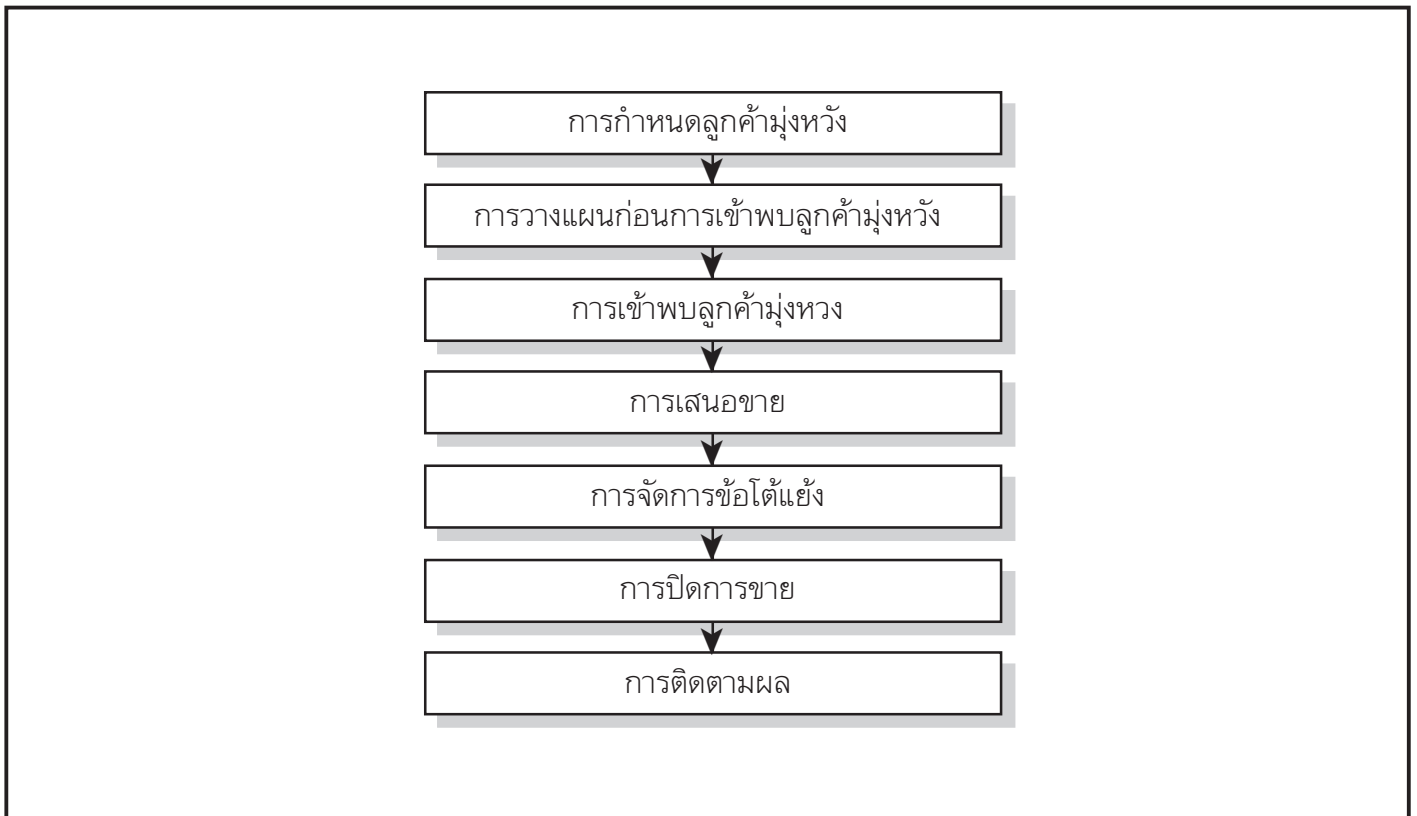 การกำหนดลูกค้ามุ่งหวัง
การวางแผนก่อนการเข้าพบลูกค้ามุ่งหวัง
การเข้าพบลูกค้ามุ่งหวง
การเสนอขาย
การจัดการข้อโต้แย้ง
การปิดการขาย
การติดตามผล